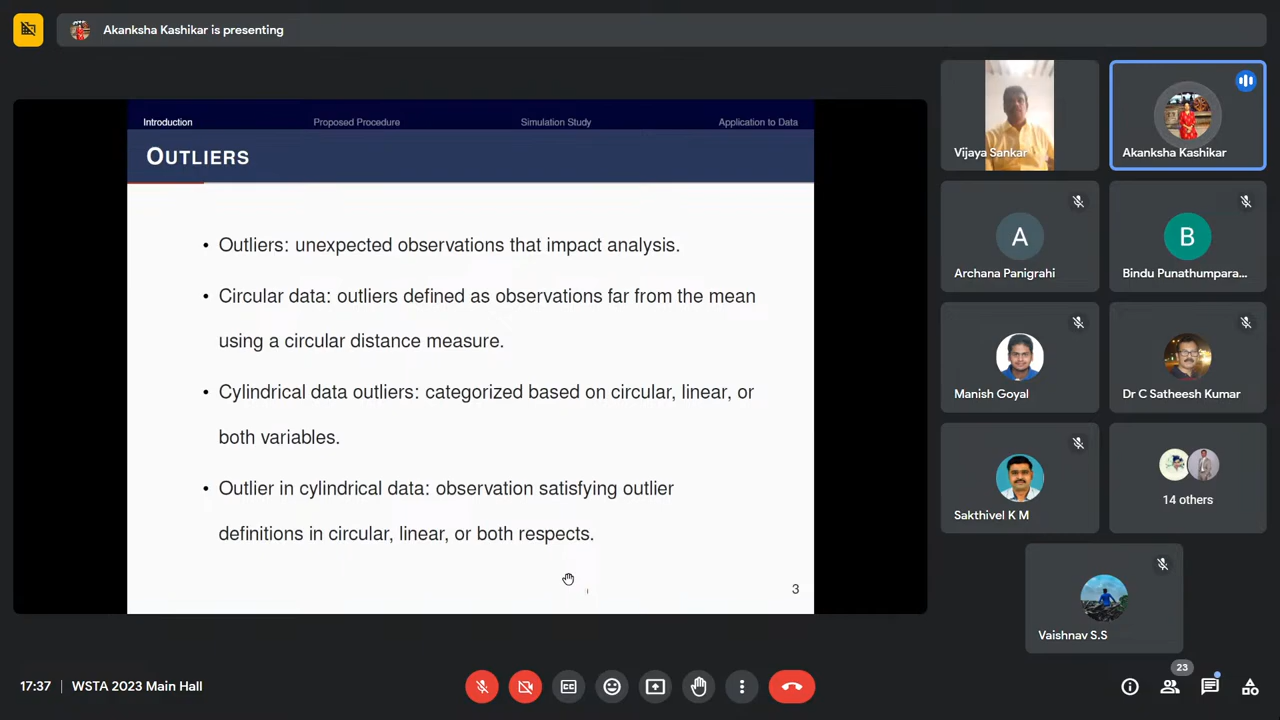 Akanksha Kashikar is presenting
Introduction
Proposed Procedure
Simulation Study
Application to Data
OUTLIERS
• Outliers: unexpected observations that impact analysis.
• Circular data: outliers defined as observations far from the mean
using a circular distance measure.
• Cylindrical data outliers: categorized based on circular, linear, or
both variables.
• Outlier in cylindrical data: observation satisfying outlier
definitions in circular, linear, or both respects.
3
Vijaya Sankar
Akanksha Kashikar
A
Archana Panigrahi
B
Bindu Punathumpara...
Manish Goyal
Dr C Satheesh Kumar
Sakthivel K M
14 others
Vaishnav S.S
17:37 | WSTA 2023 Main Hall
CC
23